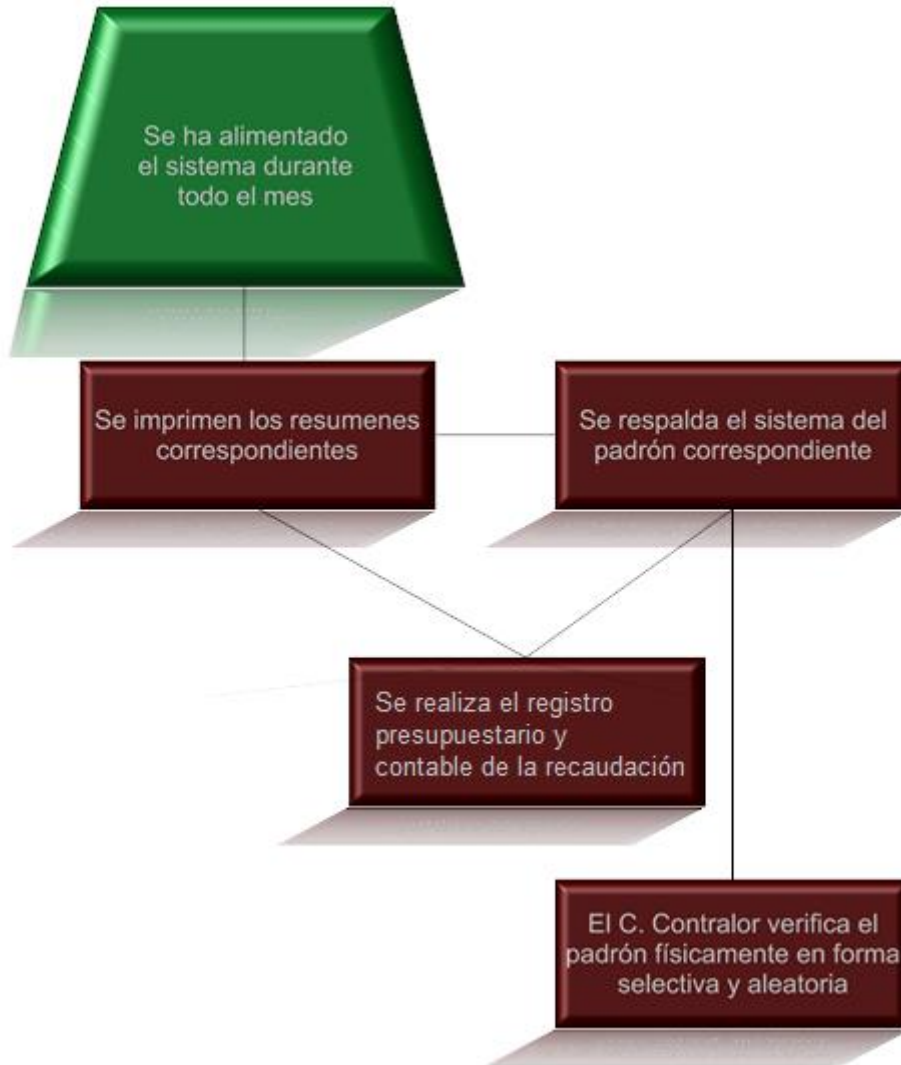 Se ha alimentado
el sistema durante
todo el mes
Se imprimen los resumenes
correspondientes
Se respalda el sistema del
padrón correspondiente
Se realiza el registro
presupuestario y
contable de la recaudación
El C. Contralor verifica el
padrón físicamente en forma
selectiva y aleatoria